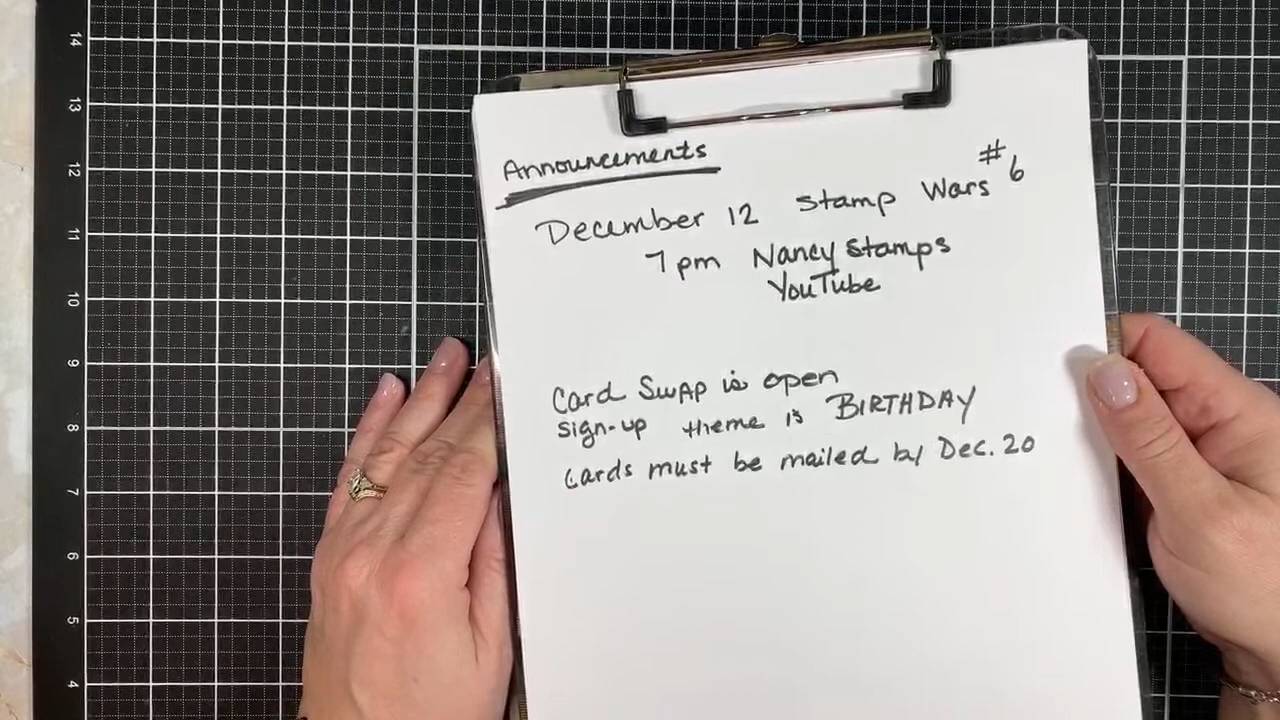 Announcements
December 12 Stamp Wars #6
7pm Nancy Stamps
YouTube
Card Swap is open
sign-up theme is BIRTHDAY
Cards must be mailed by Dec. 20
14
13
12
11
10
9
8
7
6
5
4